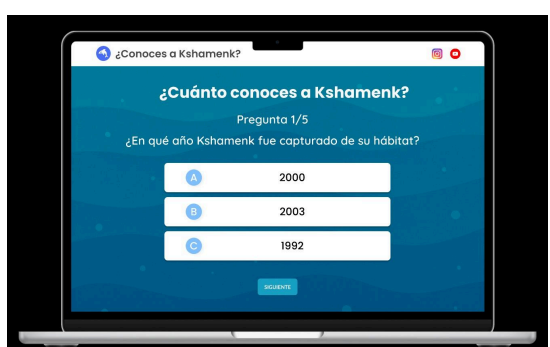 ¿Conoces a Kshamenk?
¿Cuánto conoces a Kshamenk?
Pregunta 1/5
¿En qué año Kshamenk fue capturado de su hábitat?
A 2000
B 2003
C 1992
SIGUIENTE